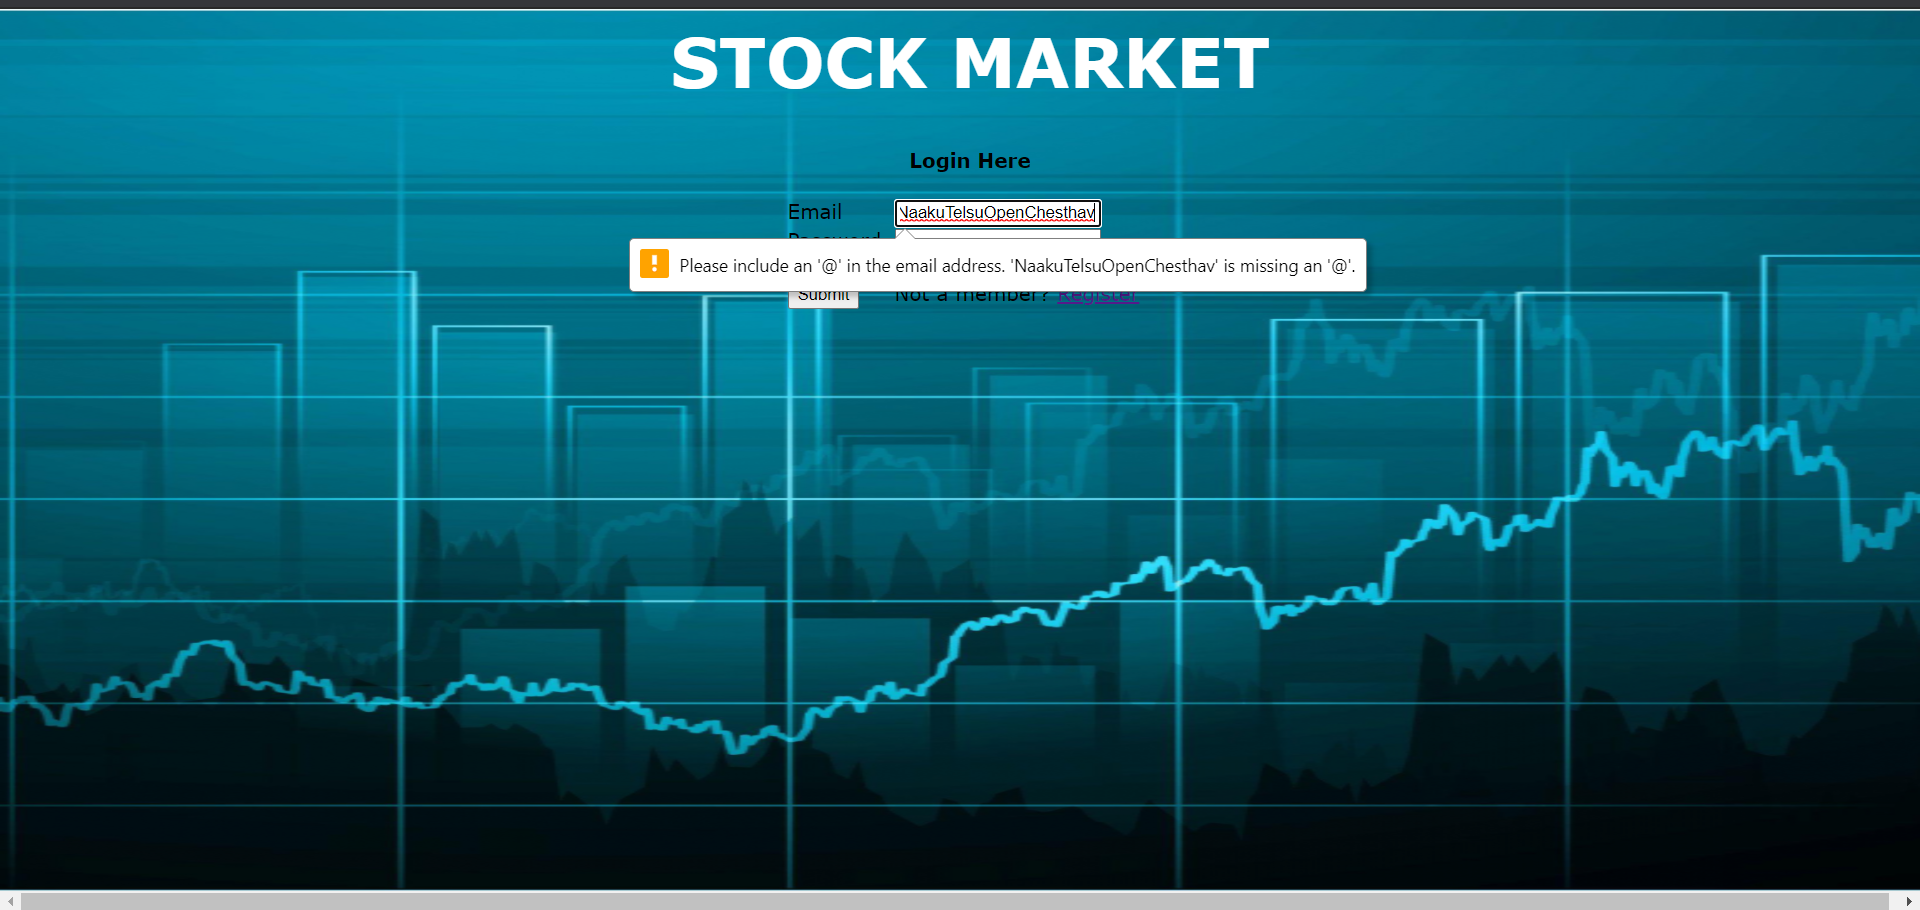 STOCK MARKET
Login Here
Email NaakuTelsuOpenChesthav
Password
Please include an '@' in the email address. 'NaakuTelsuOpenChesthav' is missing an '@'.
Submit Not a member? Register